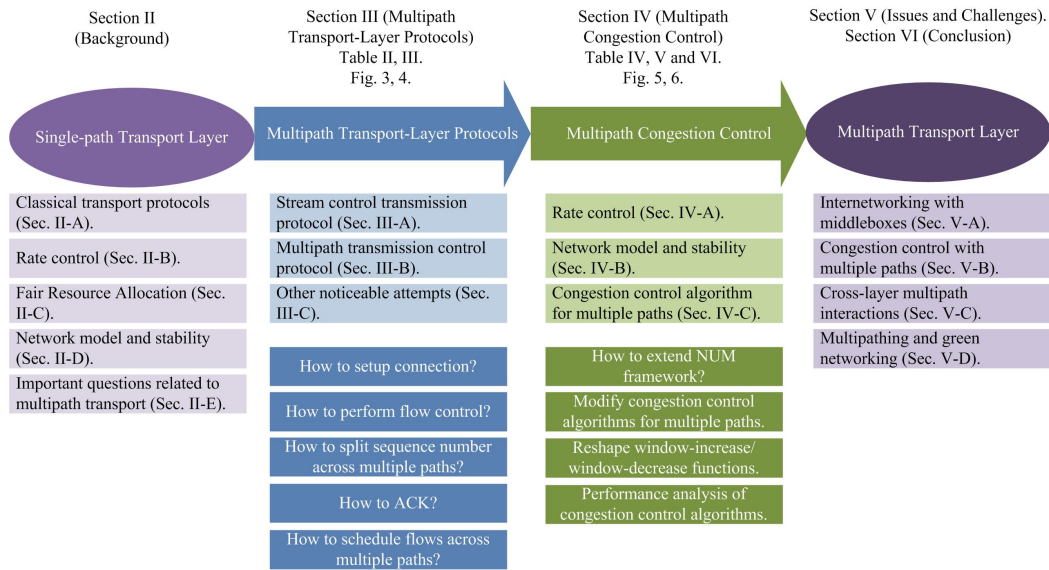 Section II
(Background)
Single-path Transport Layer
Classical transport protocols
(Sec. II-A).
Rate control (Sec. II-B).
Fair Resource Allocation (Sec.
II-C).
Network model and stability
(Sec. II-D).
Important questions related to
multipath transport (Sec. II-E).
Section III (Multipath
Transport-Layer Protocols)
Table II, III.
Fig. 3, 4.
Multipath Transport-Layer Protocols
Stream control transmission
protocol (Sec. III-A).
Multipath transmission control
protocol (Sec. III-B).
Other noticeable attempts (Sec.
III-C).
How to setup connection?
How to perform flow control?
How to split sequence number
across multiple paths?
How to ACK?
How to schedule flows across
multiple paths?
Section IV (Multipath
Congestion Control)
Table IV, V and VI.
Fig. 5, 6.
Multipath Congestion Control
Rate control (Sec. IV-A).
Network model and stability
(Sec. IV-B).
Congestion control algorithm
for multiple paths (Sec. IV-C).
How to extend NUM
framework?
Modify congestion control
algorithms for multiple paths.
Reshape window-increase/
window-decrease functions.
Performance analysis of
congestion control algorithms.
Section V (Issues and Challenges).
Section VI (Conclusion)
Multipath Transport Layer
Internetworking with
middleboxes (Sec. V-A).
Congestion control with
multiple paths (Sec. V-B).
Cross-layer multipath
interactions (Sec. V-C).
Multipathing and green
networking (Sec. V-D).